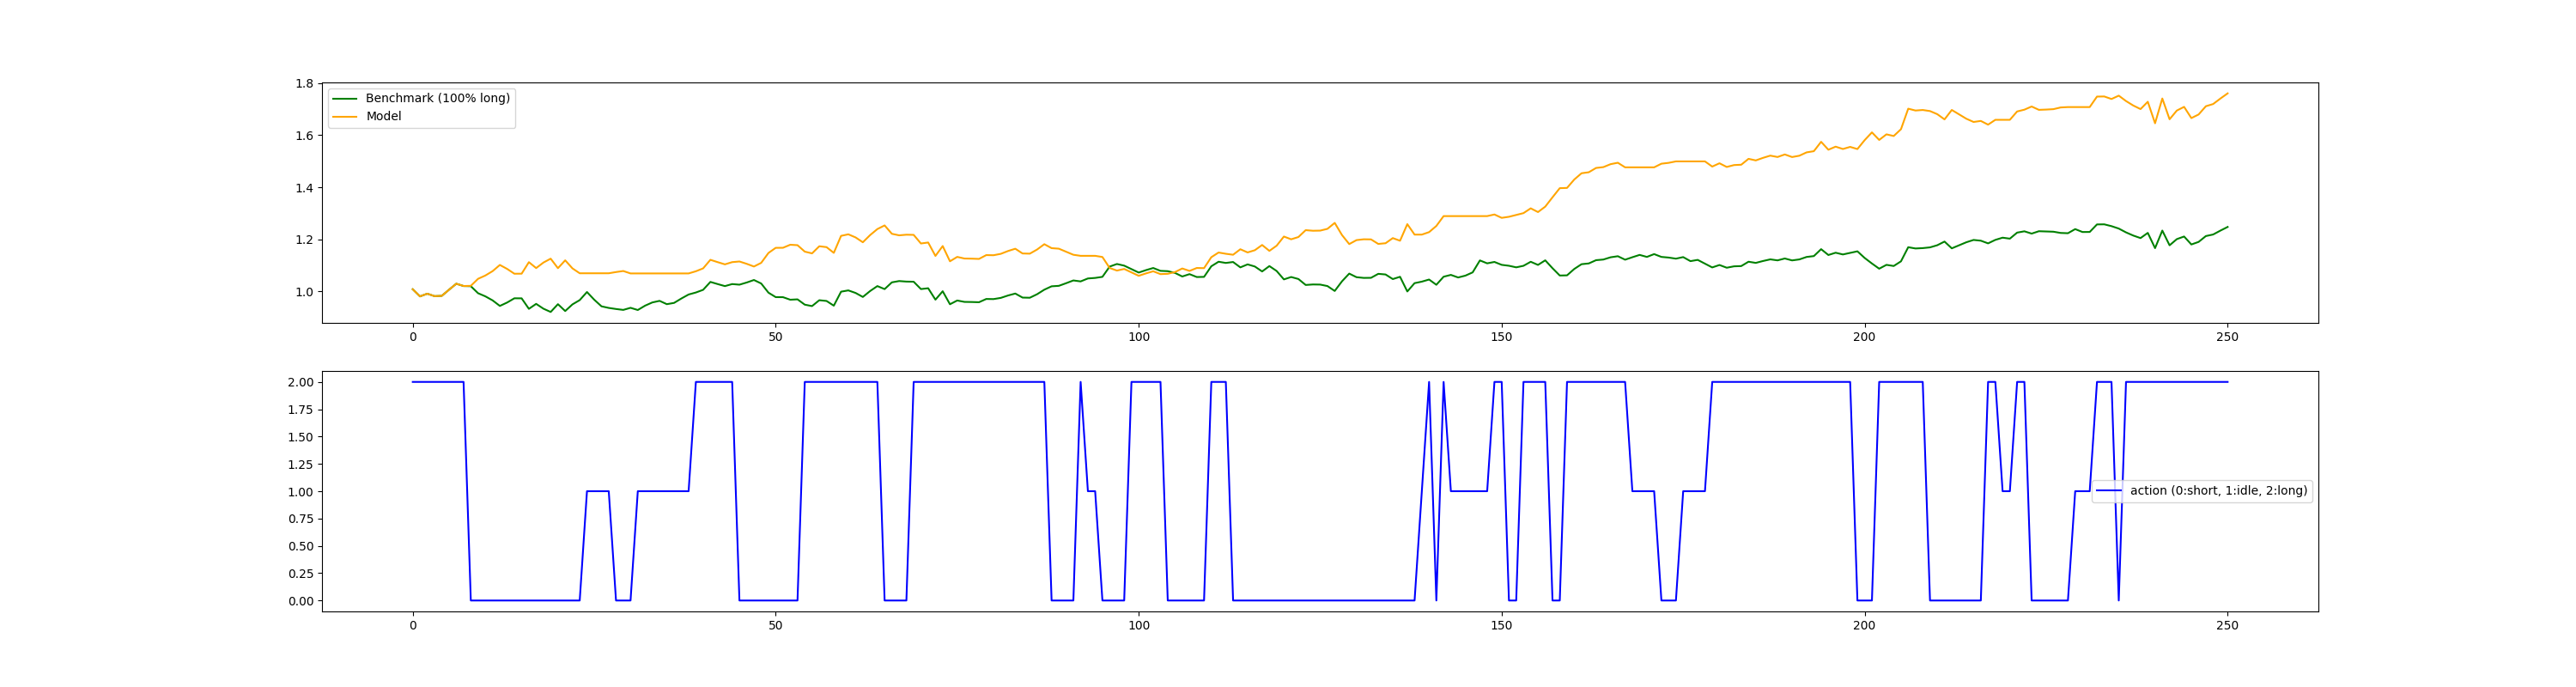 1.8
1.6
1.4
1.2
1.0
Benchmark (100% long)
Model
0 50 100 150 200 250
2.00
1.75
1.50
1.25
1.00
0.75
0.50
0.25
0.00
action (0:short, 1:idle, 2:long)
0 50 100 150 200 250